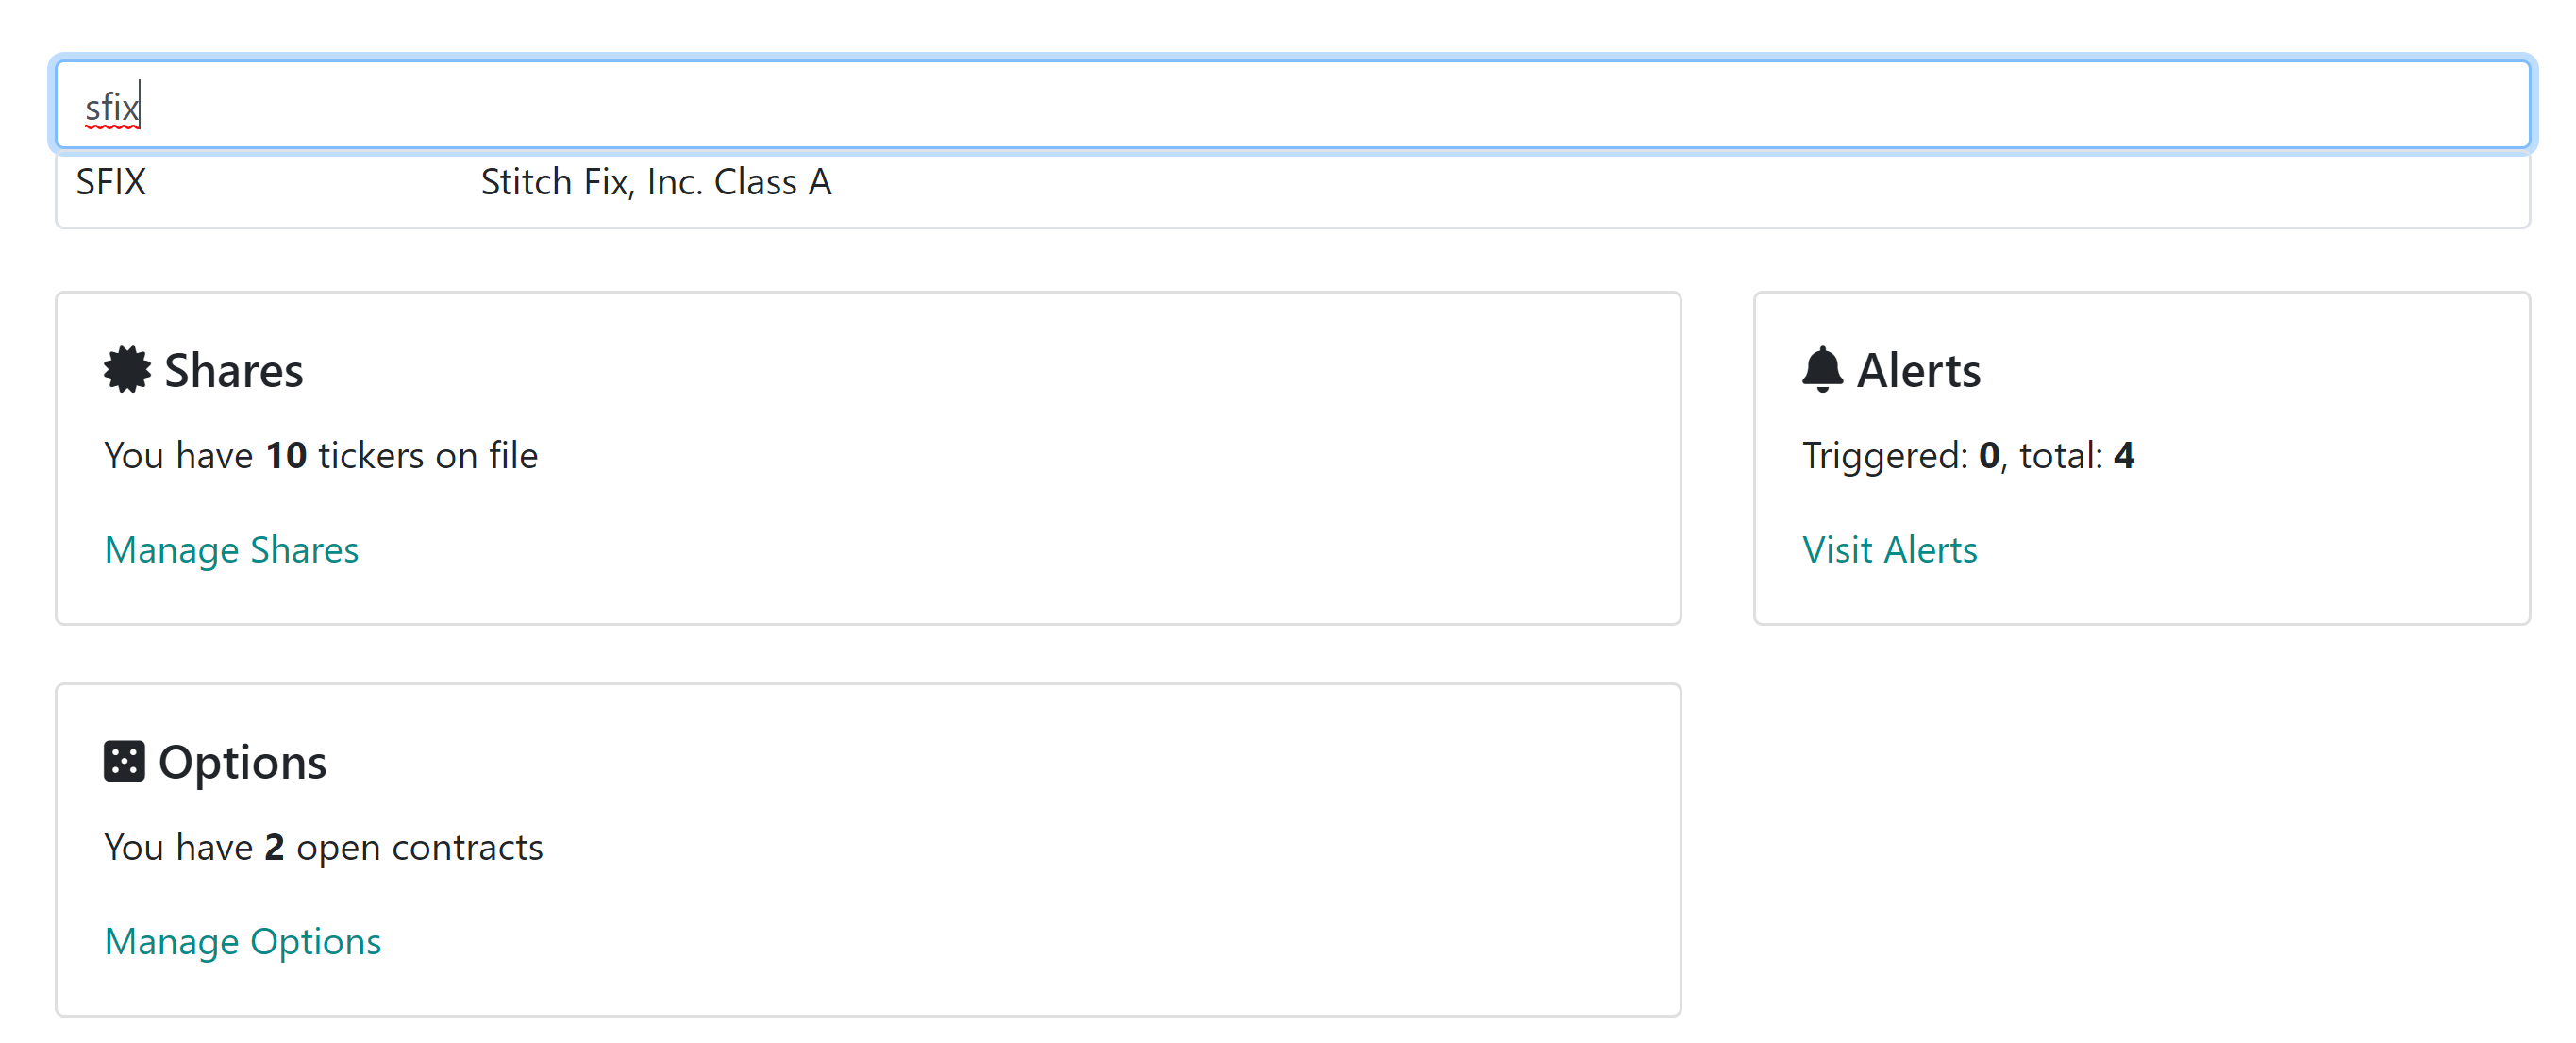 sfix
SFIX Stitch Fix, Inc. Class A
Shares
You have 10 tickers on file
Manage Shares
Alerts
Triggered: 0, total: 4
Visit Alerts
Options
You have 2 open contracts
Manage Options